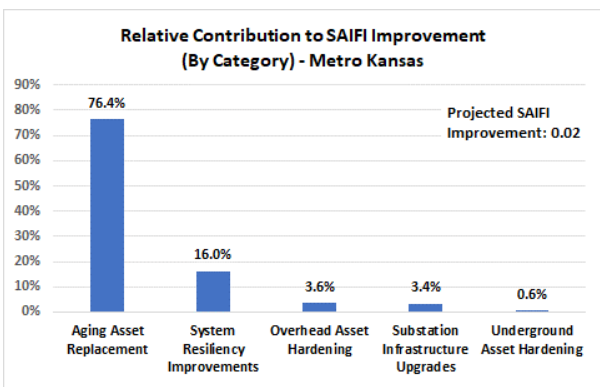 Relative Contribution to SAIFI Improvement
(By Category) - Metro Kansas
90%
80%
70%
60%
50%
40%
30%
20%
10%
0%
76.4%
16.0%
3.6%
3.4%
0.6%
Projected SAIFI
Improvement: 0.02
Aging Asset
Replacement
System
Resiliency
Improvements
Overhead Asset
Hardening
Substation
Infrastructure
Upgrades
Underground
Asset Hardening